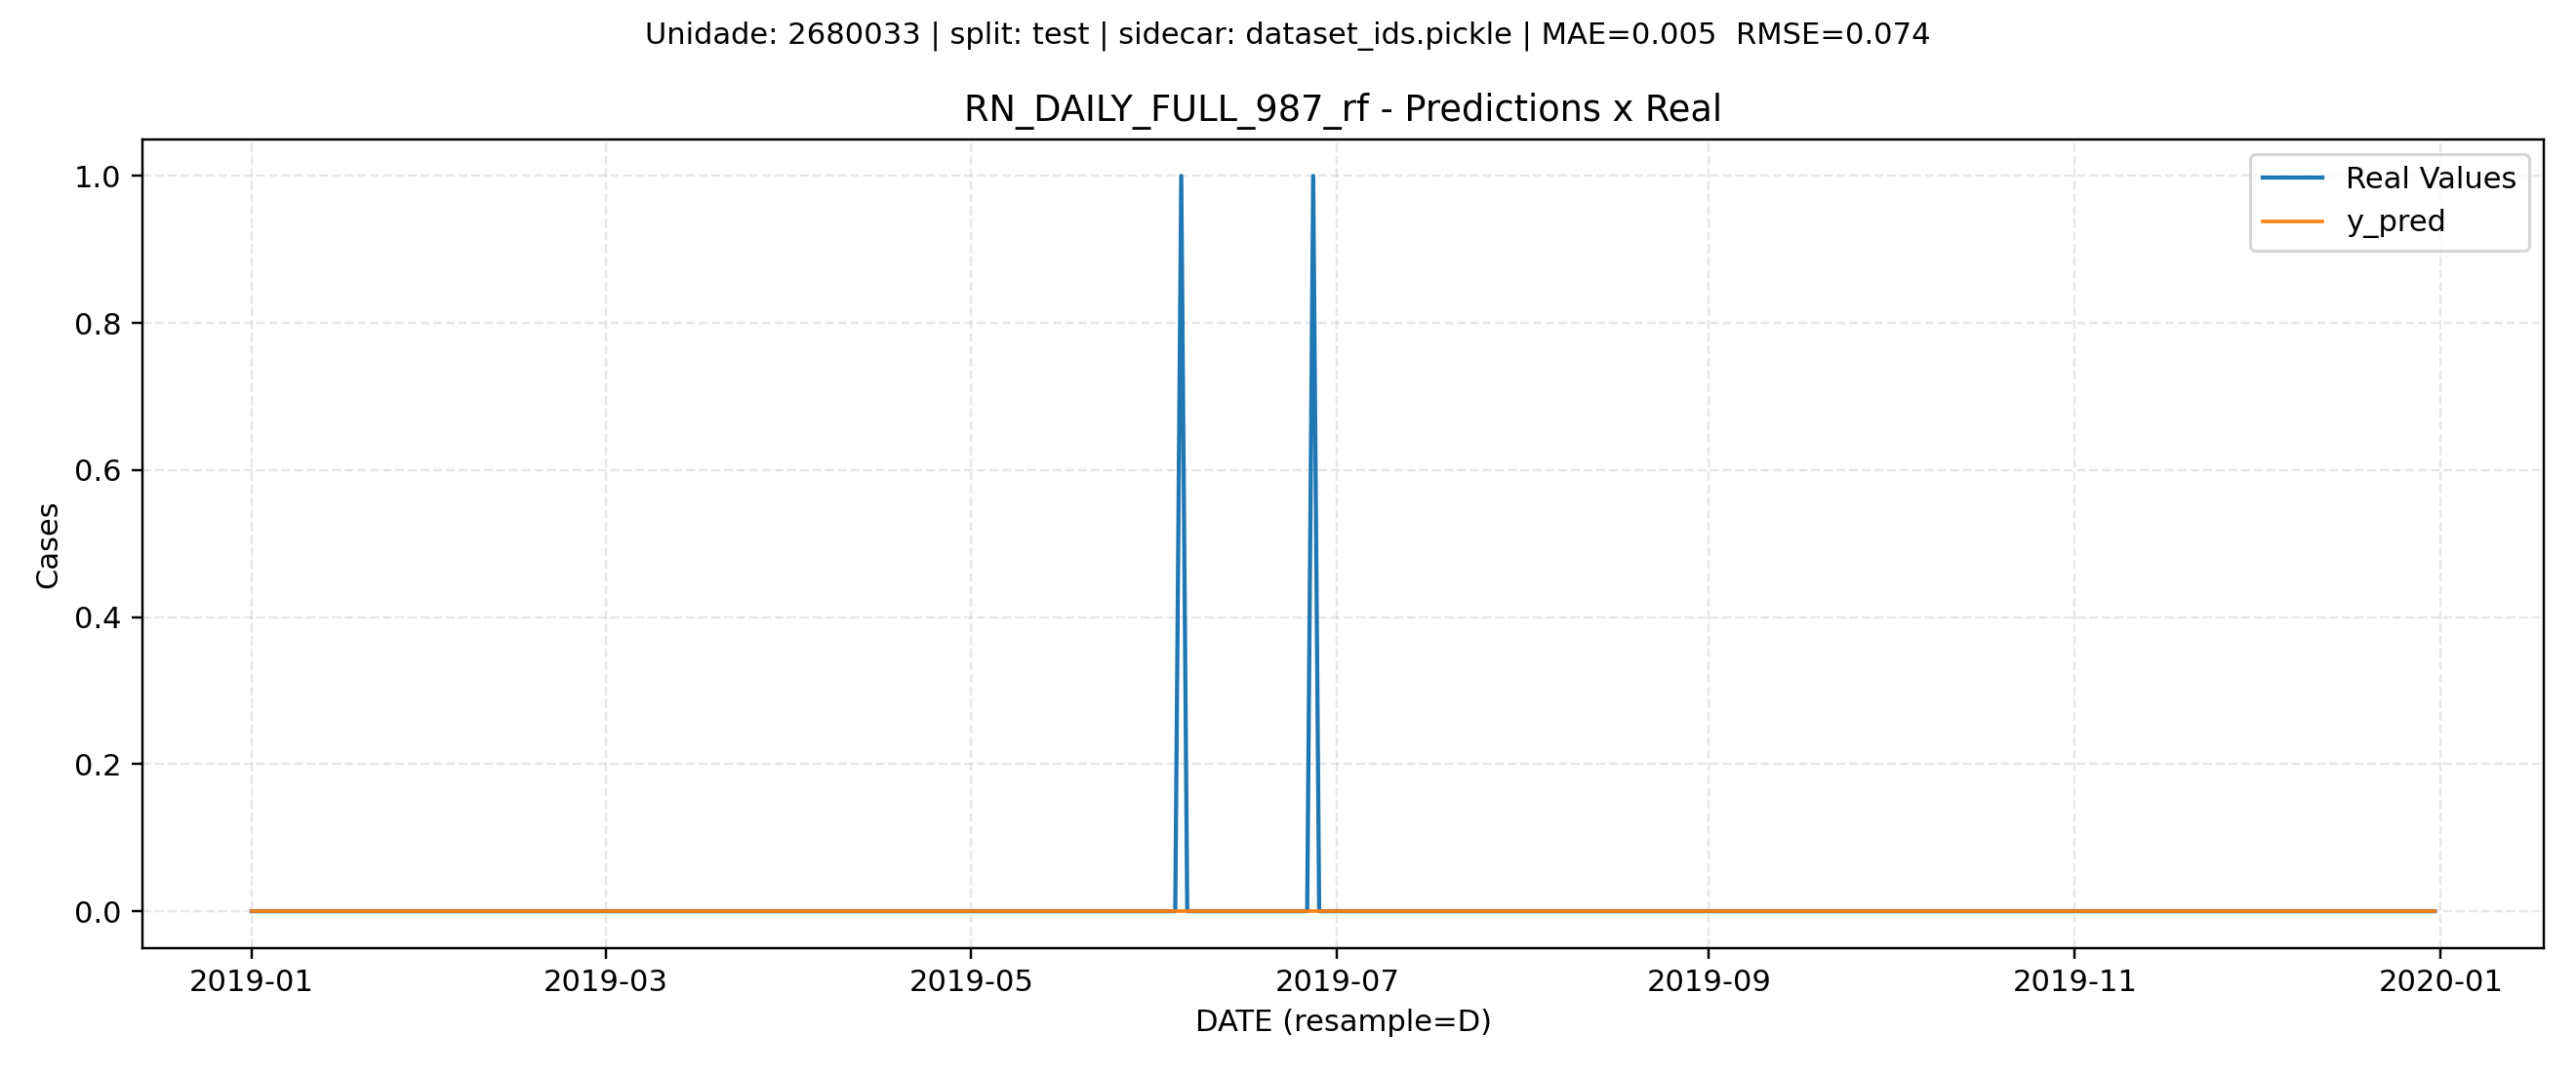 Unidade: 2680033 | split: test | sidecar: dataset_ids.pickle | MAE=0.005  RMSE=0.074
RN_DAILY_FULL_987_rf - Predictions x Real
Real Values
y_pred
1.0
0.8
0.6
0.4
0.2
0.0
Cases
2019-01
2019-03
2019-05
2019-07
2019-09
2019-11
2020-01
DATE (resample=D)